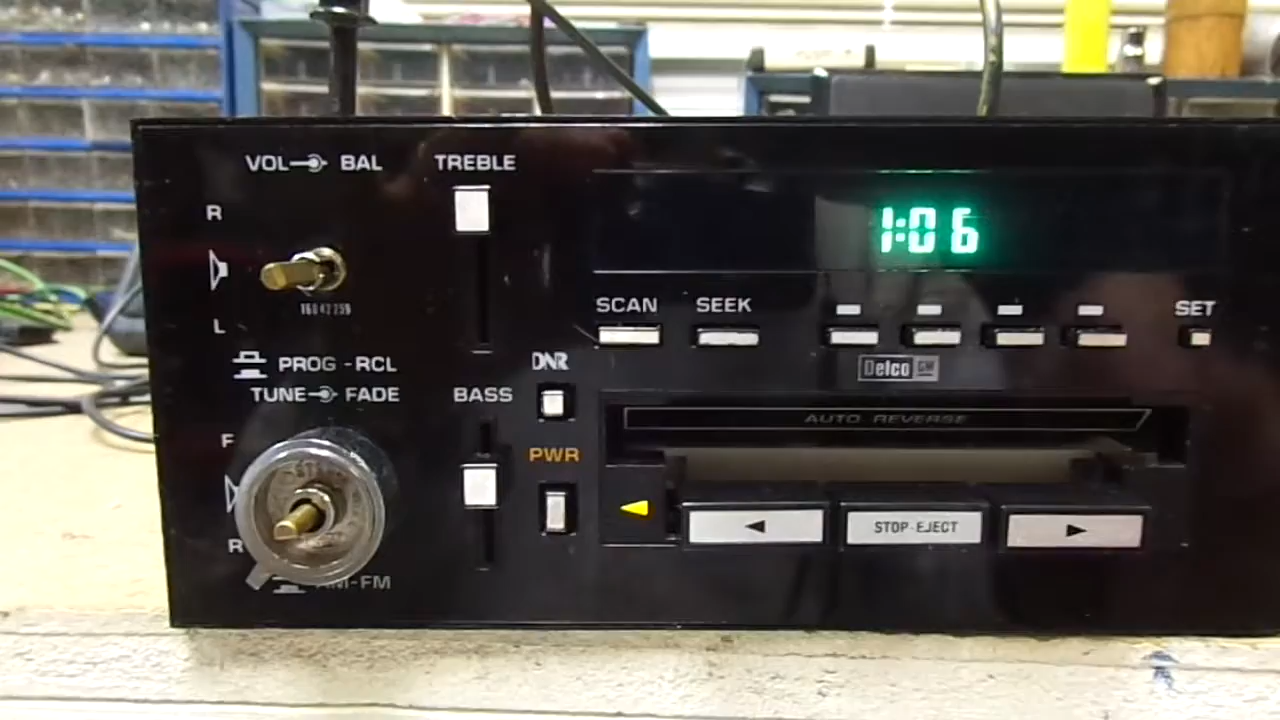 VOL BAL
TREBLE
R
1:06
16042259
L
SCAN
SEEK
SET
PROG - RCL
DNR
Delco GM
TUNE FADE
BASS
AUTO REVERSE
F
PWR
STOP-EJECT
R
AM-FM